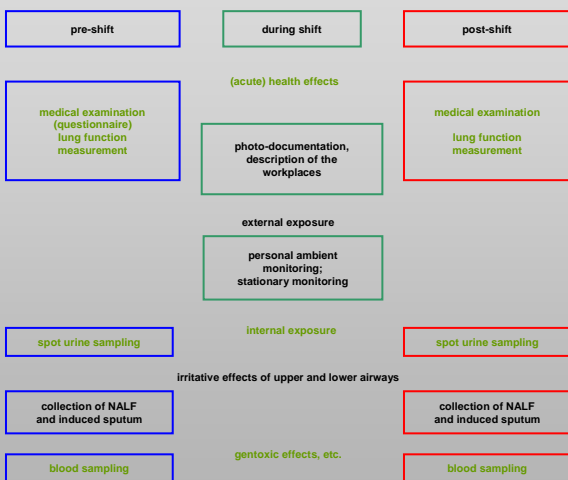 pre-shift
during shift
post-shift
(acute) health effects
medical examination
(questionnaire)
lung function
measurement
medical examination
lung function
measurement
photo-documentation,
description of the
workplaces
external exposure
personal ambient
monitoring;
stationary monitoring
internal exposure
spot urine sampling
spot urine sampling
irritative effects of upper and lower airways
collection of NALF
and induced sputum
collection of NALF
and induced sputum
gentoxic effects, etc.
blood sampling
blood sampling